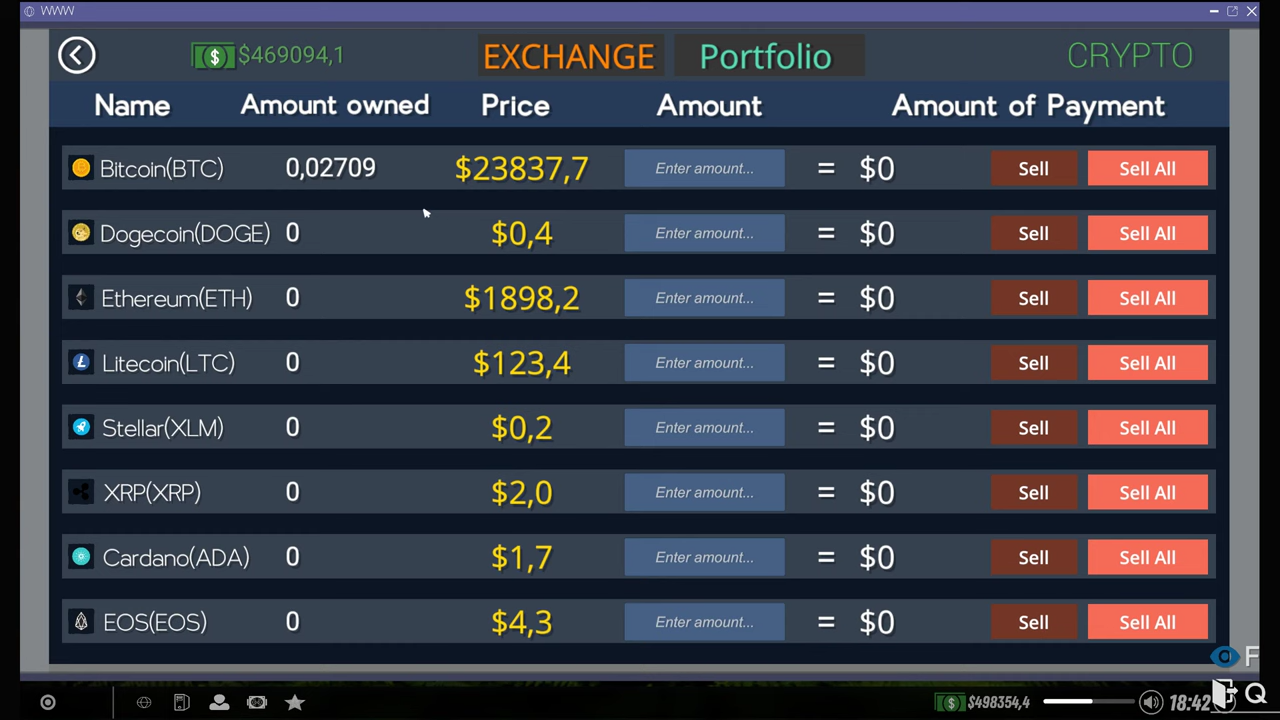 WWW
$469094,1 EXCHANGE Portfolio CRYPTO
Name Amount owned Price Amount Amount of Payment
Bitcoin(BTC) 0,02709 $23837,7 Enter amount... = $0 Sell Sell All
Dogecoin(DOGE) 0 $0,4 Enter amount... = $0 Sell Sell All
Ethereum(ETH) 0 $1898,2 Enter amount... = $0 Sell Sell All
Litecoin(LTC) 0 $123,4 Enter amount... = $0 Sell Sell All
Stellar(XLM) 0 $0,2 Enter amount... = $0 Sell Sell All
XRP(XRP) 0 $2,0 Enter amount... = $0 Sell Sell All
Cardano(ADA) 0 $1,7 Enter amount... = $0 Sell Sell All
EOS(EOS) 0 $4,3 Enter amount... = $0 Sell Sell All
F
$498354,4 18:42 Q